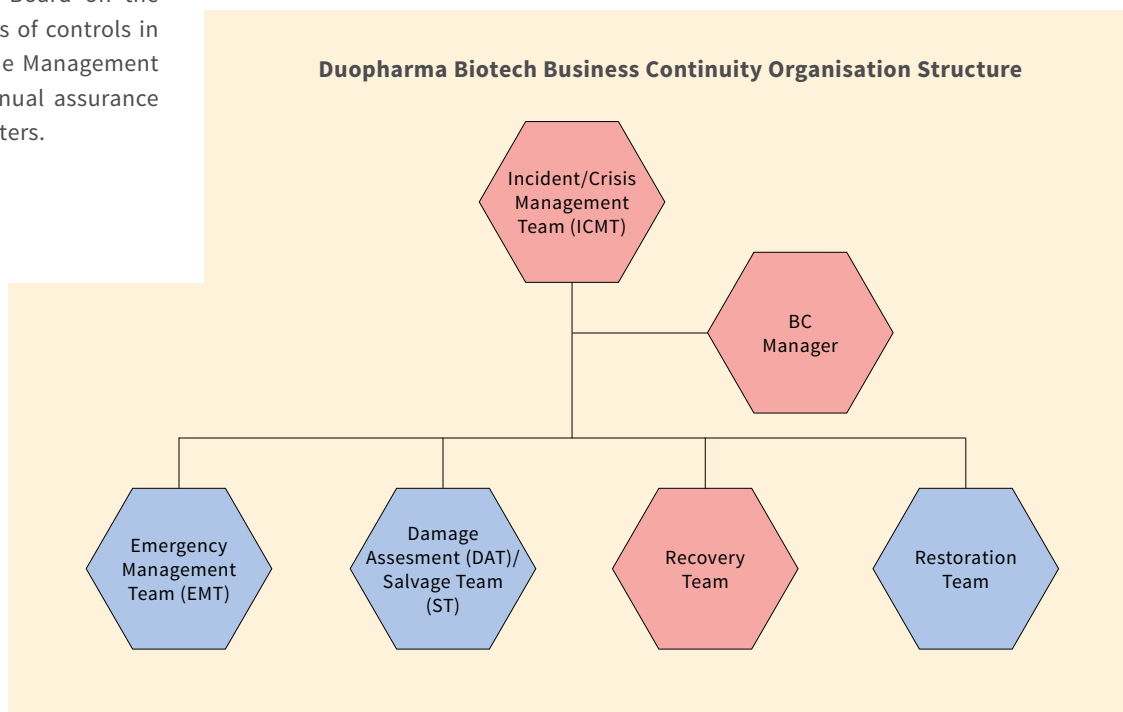 Board on the
s of controls in
e Management
nual assurance
ters.
Duopharma Biotech Business Continuity Organisation Structure
Incident/Crisis
Management
Team (ICMT)
BC
Manager
Emergency
Management
Team (EMT)
Damage
Assesment (DAT)/
Salvage Team
(ST)
Recovery
Team
Restoration
Team